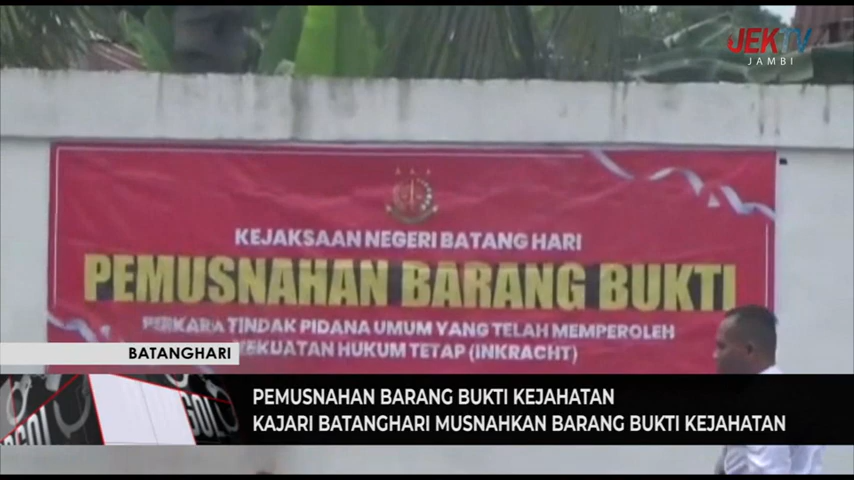 JEKTV
JAMBI
KEJAKSAAN NEGERI BATANG HARI
PEMUSNAHAN BARANG BUKTI
PERKARA TINDAK PIDANA UMUM YANG TELAH MEMPEROLEH
EKUATAN HUKUM TETAP (INKRACHT)
BATANGHARI
PEMUSNAHAN BARANG BUKTI KEJAHATAN
KAJARI BATANGHARI MUSNAHKAN BARANG BUKTI KEJAHATAN